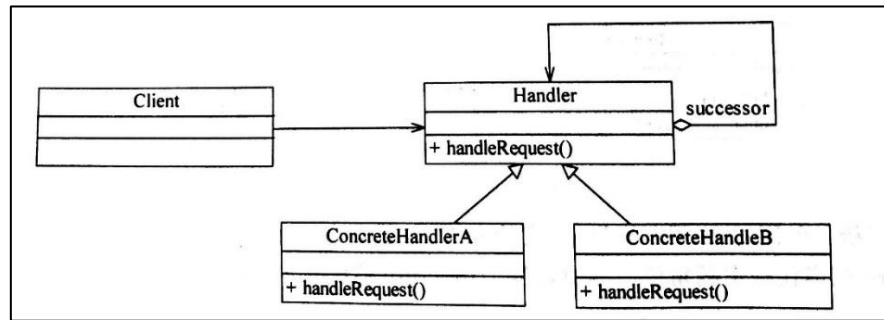 Client
Handler
successor
+ handleRequest()
ConcreteHandlerA
ConcreteHandleB
+ handleRequest()
+ handleRequest()